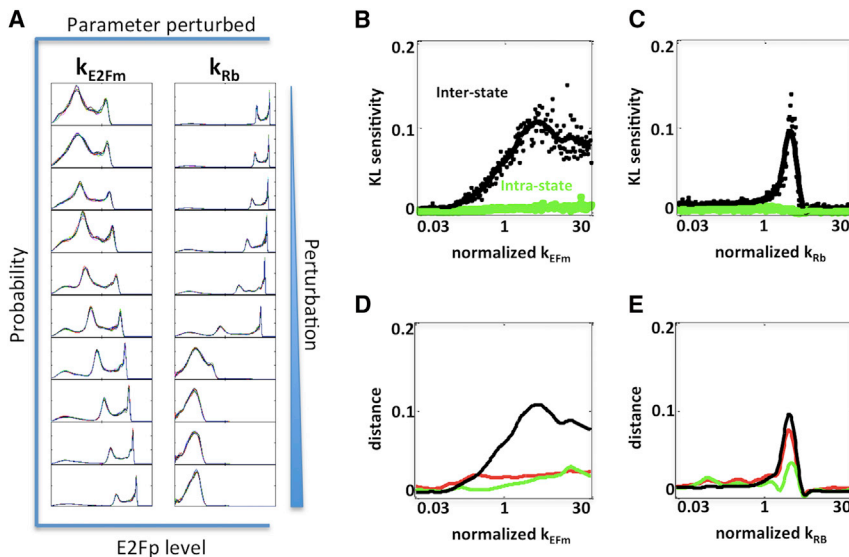 A
Parameter perturbed
kE2Fm
kRb
Probability
Perturbation
E2Fp level
B
0.2
0.1
0
KL sensitivity
Inter-state
Intra-state
0.03
1
30
normalized kEFm
C
0.2
0.1
0
KL sensitivity
0.03
1
30
normalized kRb
D
0.2
0.1
0
distance
0.03
1
30
normalized kEFm
E
0.2
0.1
0
distance
0.03
1
30
normalized kRB